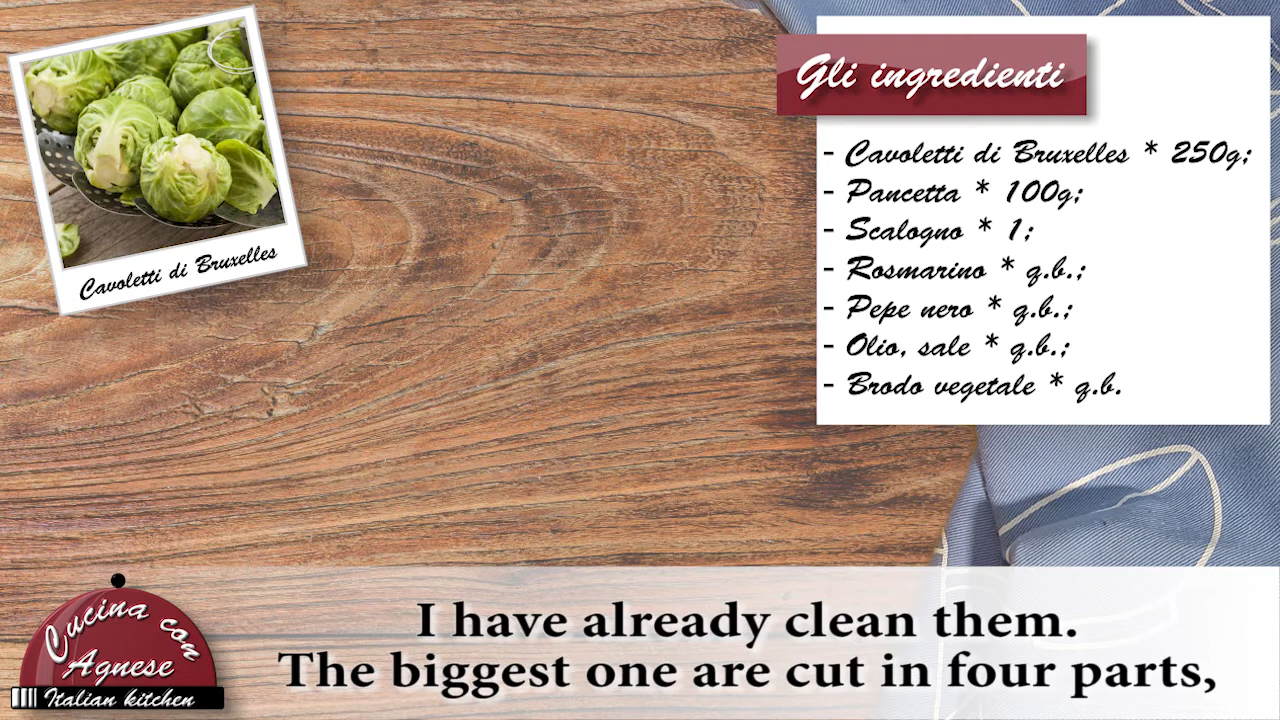 Cavoletti di Bruxelles
Gli ingredienti
- Cavoletti di Bruxelles * 250g;
- Pancetta * 100g;
- Scalogno * 1;
- Rosmarino * q.b.;
- Pepe nero * q.b.;
- Olio, sale * q.b.;
- Brodo vegetale * q.b.
Cucina con
Agnese
Italian kitchen
I have already clean them.
The biggest one are cut in four parts,